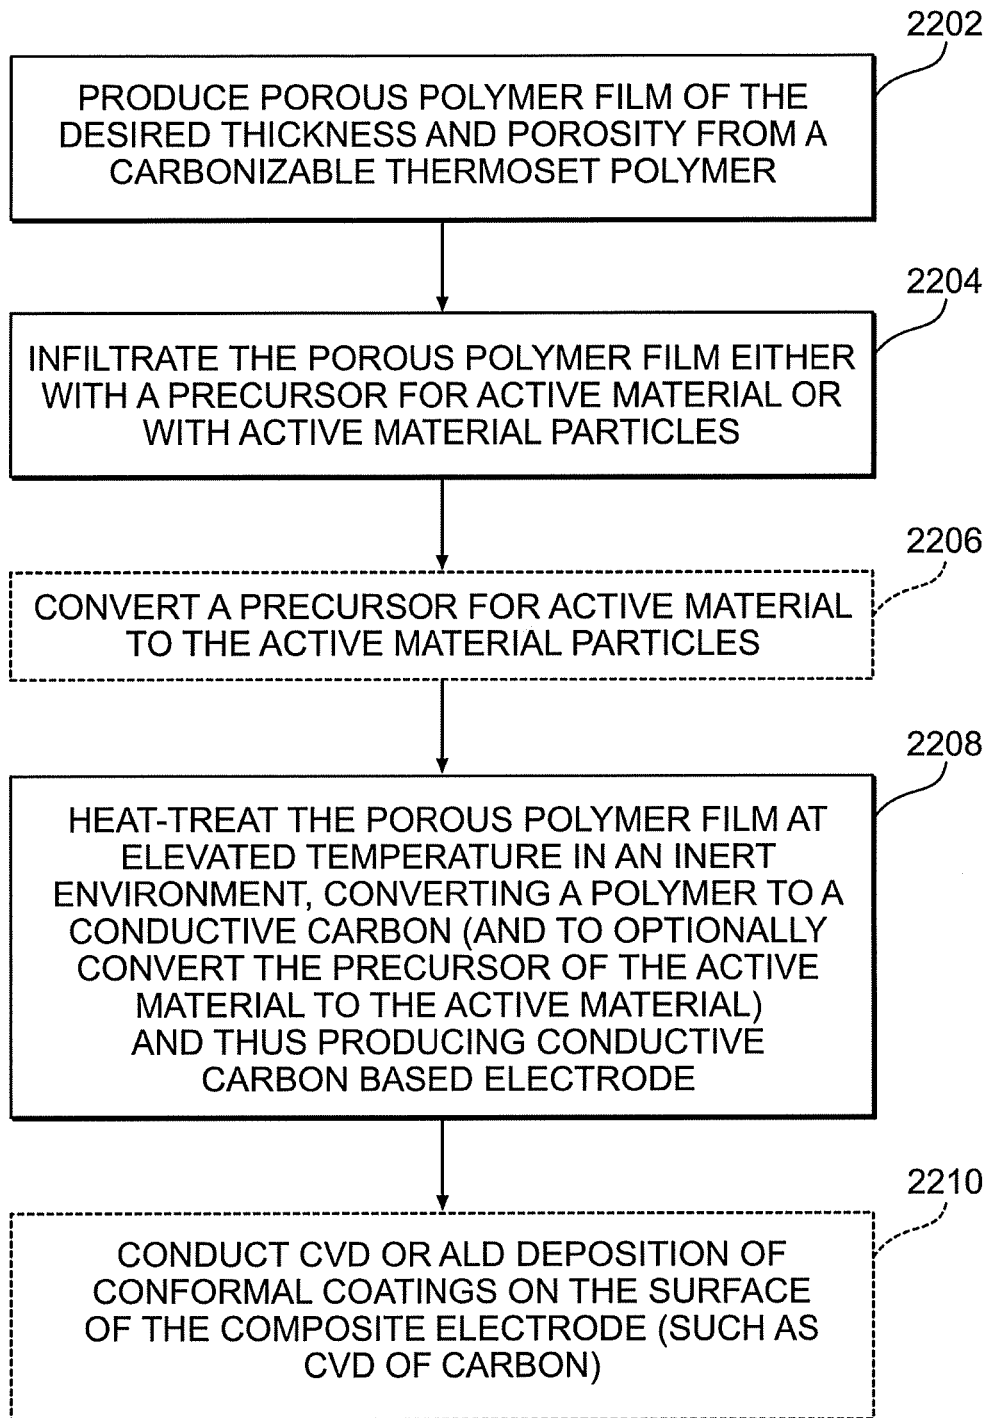 2202
PRODUCE POROUS POLYMER FILM OF THE
DESIRED THICKNESS AND POROSITY FROM A
CARBONIZABLE THERMOSET POLYMER
2204
INFILTRATE THE POROUS POLYMER FILM EITHER
WITH A PRECURSOR FOR ACTIVE MATERIAL OR
WITH ACTIVE MATERIAL PARTICLES
2206
CONVERT A PRECURSOR FOR ACTIVE MATERIAL
TO THE ACTIVE MATERIAL PARTICLES
2208
HEAT-TREAT THE POROUS POLYMER FILM AT
ELEVATED TEMPERATURE IN AN INERT
ENVIRONMENT, CONVERTING A POLYMER TO A
CONDUCTIVE CARBON (AND TO OPTIONALLY
CONVERT THE PRECURSOR OF THE ACTIVE
MATERIAL TO THE ACTIVE MATERIAL)
AND THUS PRODUCING CONDUCTIVE
CARBON BASED ELECTRODE
2210
CONDUCT CVD OR ALD DEPOSITION OF
CONFORMAL COATINGS ON THE SURFACE
OF THE COMPOSITE ELECTRODE (SUCH AS
CVD OF CARBON)